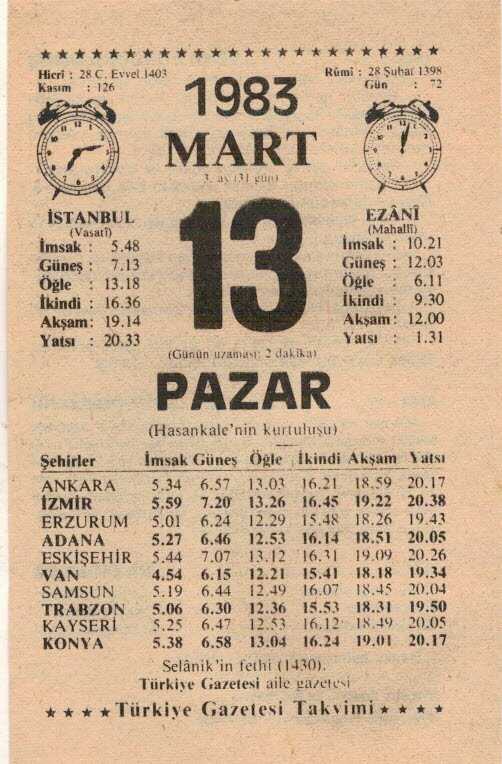 Hicrî : 28 C. Evvel 1403
Kasım : 126
1983
MART
3. ay (31 gün)
Rûmî : 28 Şubat 1398
Gün : 72
İSTANBUL
(Vasatî)
İmsak : 5.48
Güneş : 7.13
Öğle : 13.18
İkindi : 16.36
Akşam : 19.14
Yatsı : 20.33
13
EZÂNÎ
(Mahallî)
İmsak : 10.21
Güneş : 12.03
Öğle : 6.11
İkindi : 9.30
Akşam: 12.00
Yatsı : 1.31
(Günün uzaması: 2 dakika)
PAZAR
(Hasankale'nin kurtuluşu)
Şehirler İmsak Güneş Öğle İkindi Akşam Yatsı
ANKARA 5.34 6.57 13.03 16.21 18.59 20.17
İZMİR 5.59 7.20 13.26 16.45 19.22 20.38
ERZURUM 5.01 6.24 12.29 15.48 18.26 19.43
ADANA 5.27 6.46 12.53 16.14 18.51 20.05
ESKİŞEHİR 5.44 7.07 13.12 16.31 19.09 20.26
VAN 4.54 6.15 12.21 15.41 18.18 19.34
SAMSUN 5.19 6.44 12.49 16.07 18.45 20.04
TRABZON 5.06 6.30 12.36 15.53 18.31 19.50
KAYSERİ 5.25 6.47 12.53 16.12 18.49 20.05
KONYA 5.38 6.58 13.04 16.24 19.01 20.17
Selânik'in fethi (1430).
Türkiye Gazetesi aile gazetesi
★ ★ ★ ★ Türkiye Gazetesi Takvimi ★ ★ ★ ★